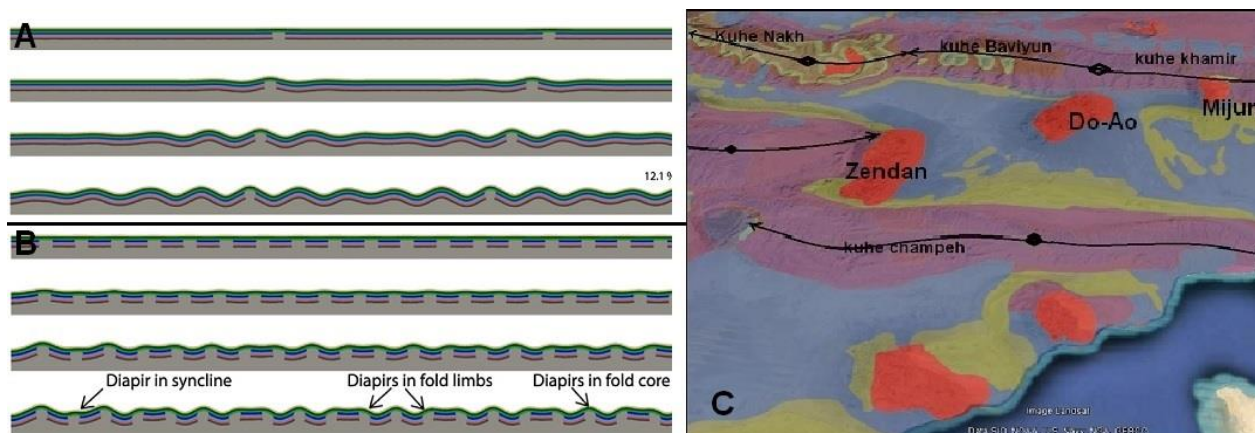 A
12.1 %
B
Diapir in syncline
Diapirs in fold limbs
Diapirs in fold core
Kuhe Nakh
kuhe Baviyun
kuhe khamir
Mijur
Do-Ao
Zendan
kuhe champeh
C
Image Landsat